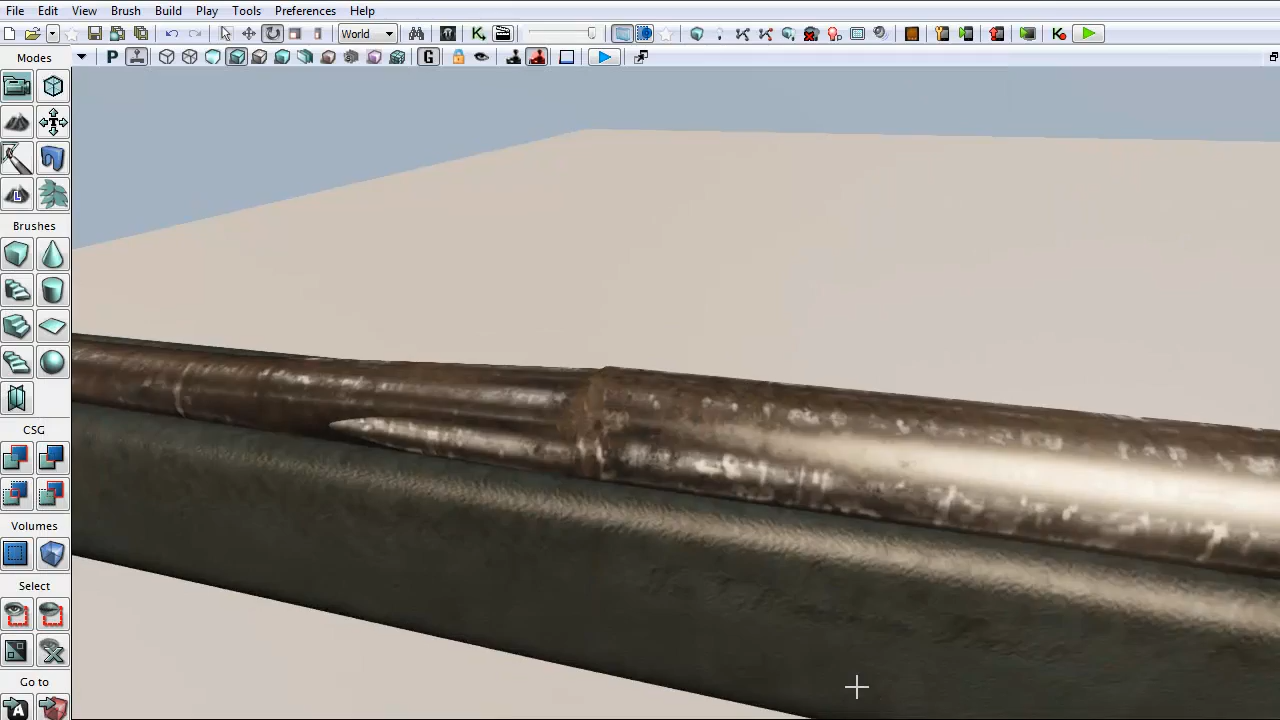 File Edit View Brush Build Play Tools Preferences Help
World
P G
Modes
L
Brushes
CSG
Volumes
Select
Go to
A